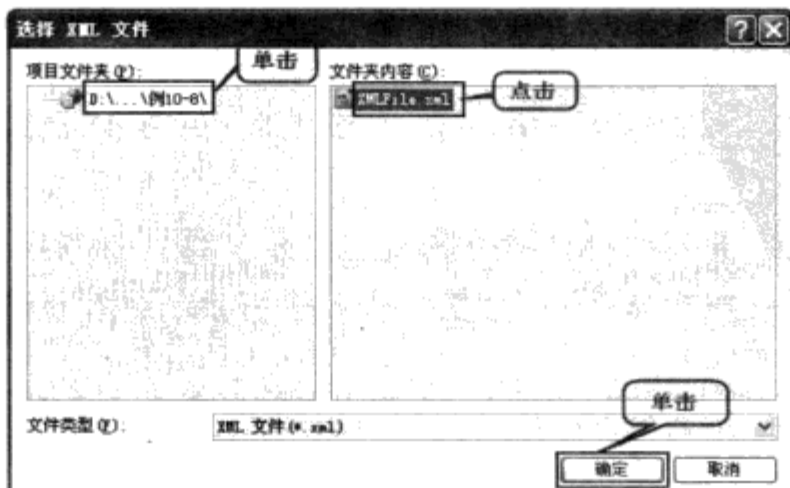 选择 XML 文件
单击
项目文件夹(P):
文件夹内容(C):
D:\...\例10-8\
XMLFile.xml
点击
单击
文件类型(F):
XML 文件(*.xml)
确定
取消